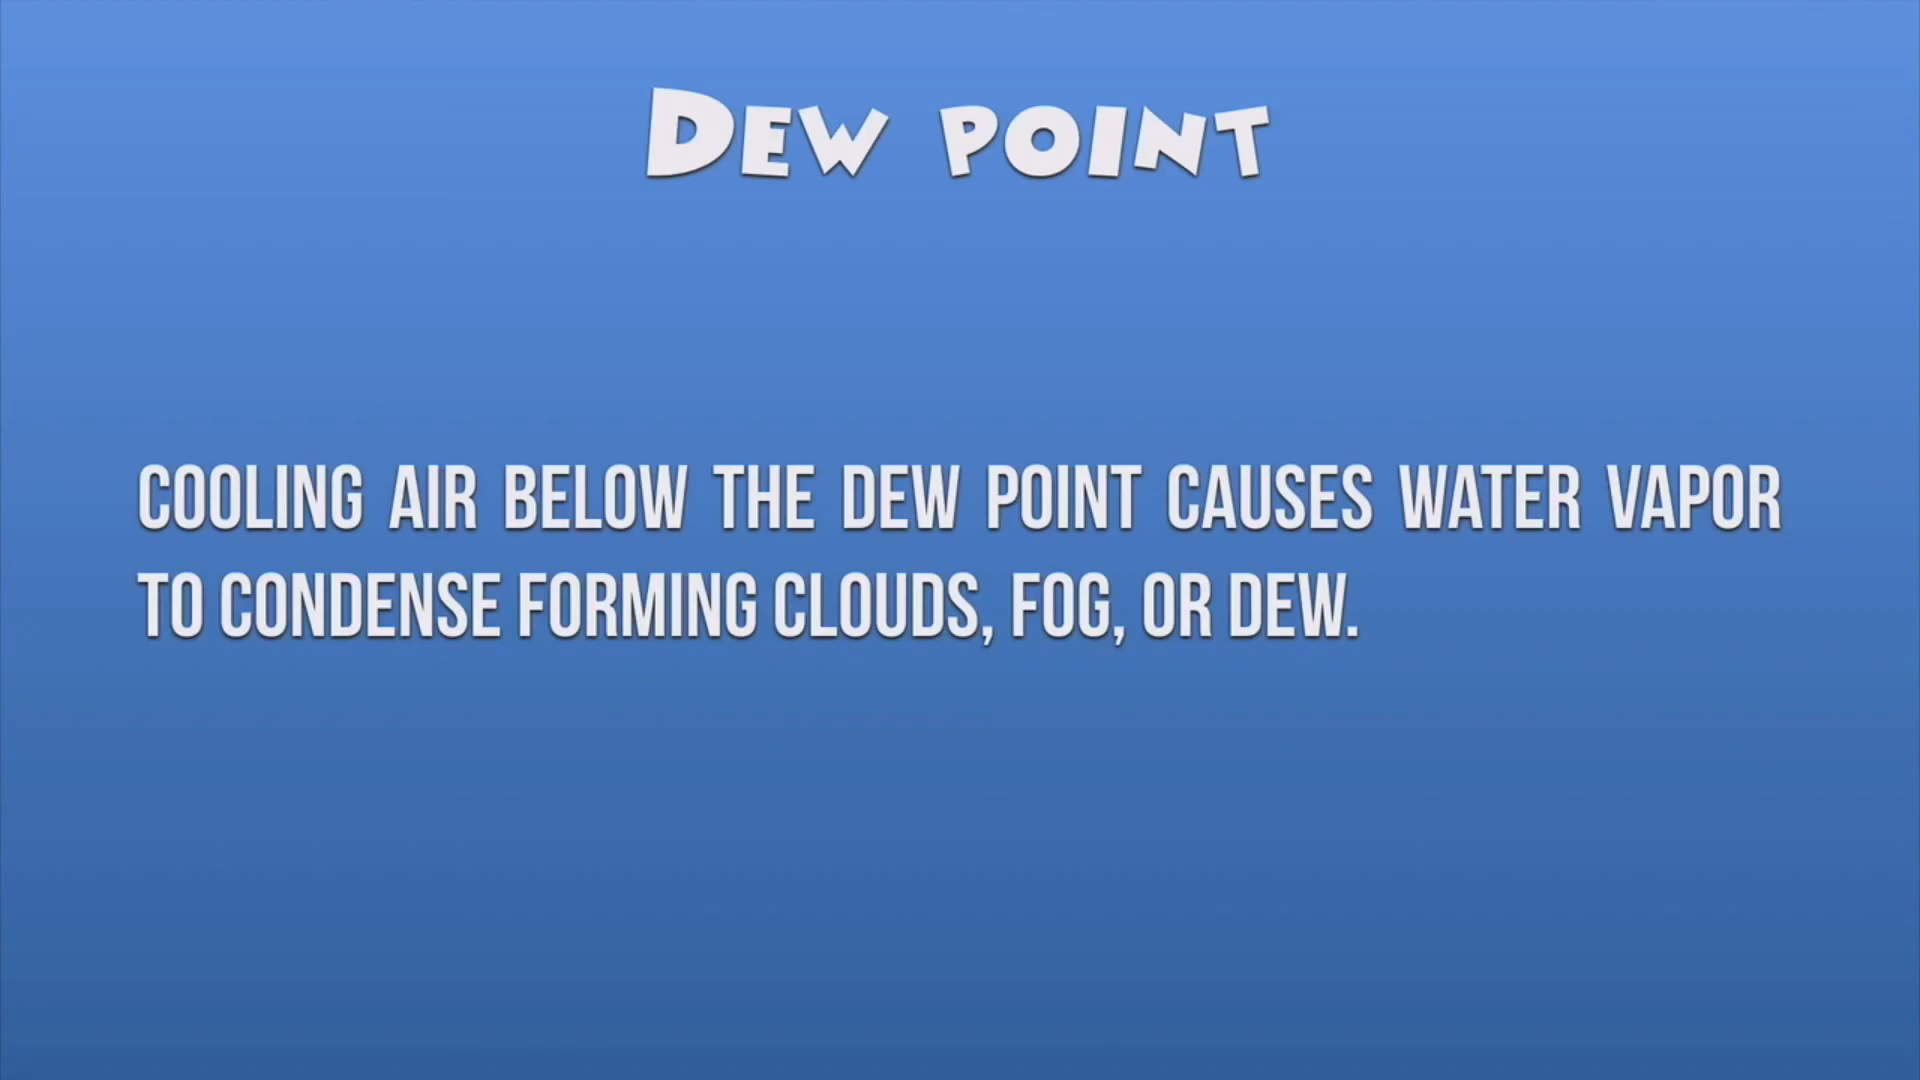 Dew point
COOLING AIR BELOW THE DEW POINT CAUSES WATER VAPOR
TO CONDENSE FORMING CLOUDS, FOG, OR DEW.